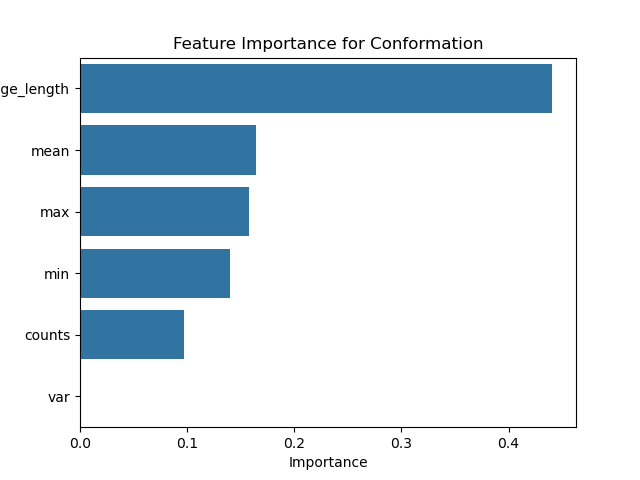 Feature Importance for Conformation
ge_length
mean
max
min
counts
var
0.0 0.1 0.2 0.3 0.4
Importance